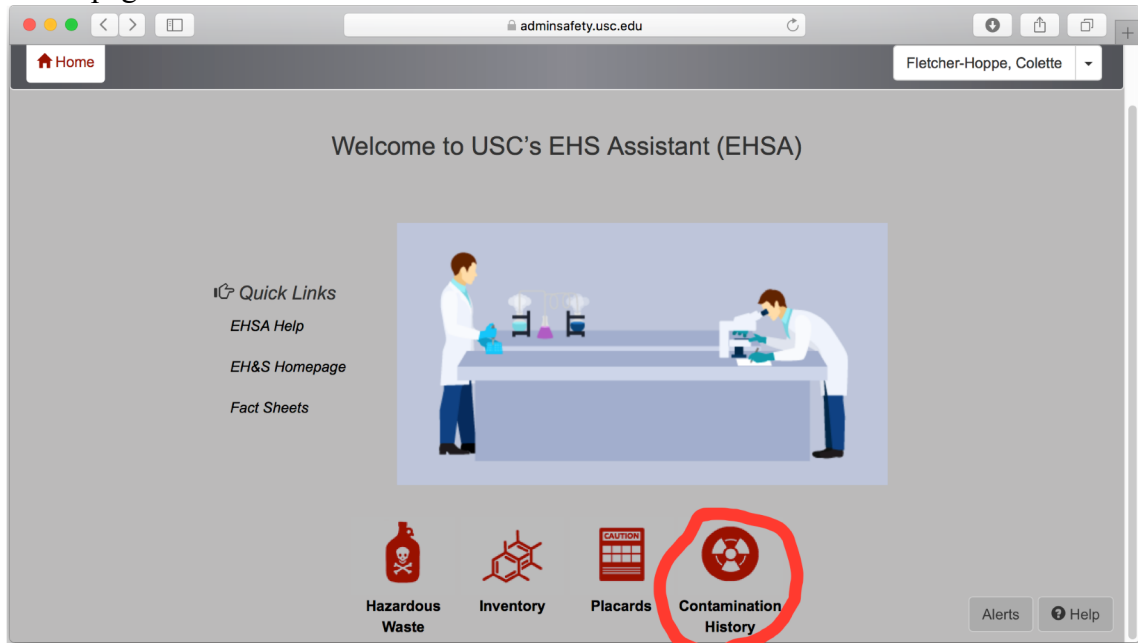 adminsafety.usc.edu
Home
Fletcher-Hoppe, Colette
Welcome to USC's EHS Assistant (EHSA)
Quick Links
EHSA Help
EH&S Homepage
Fact Sheets
CAUTION
Hazardous
Waste
Inventory
Placards
Contamination
History
Alerts
Help